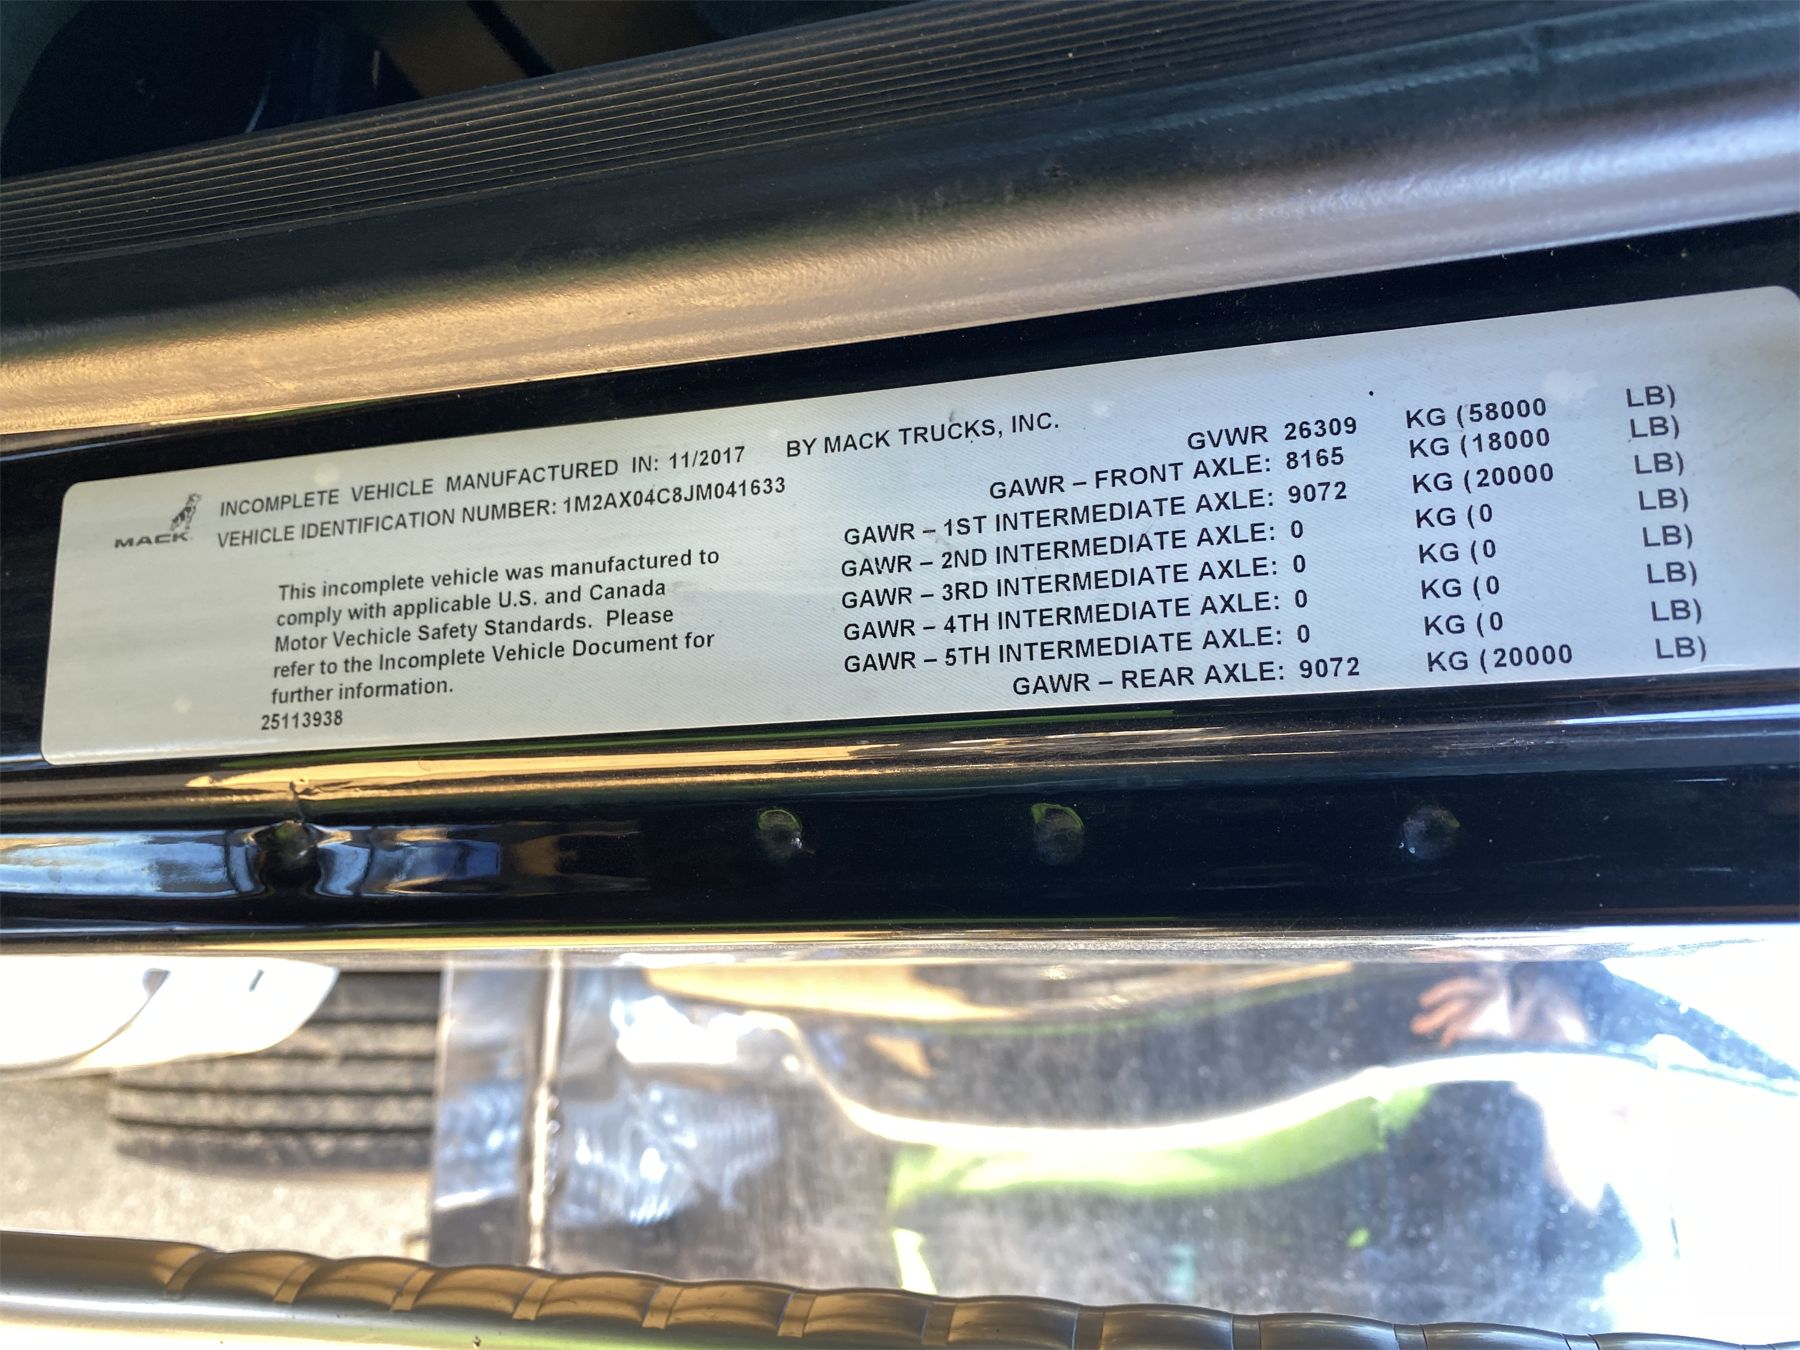 MACK
INCOMPLETE VEHICLE MANUFACTURED IN: 11/2017 BY MACK TRUCKS, INC.
VEHICLE IDENTIFICATION NUMBER: 1M2AX04C8JM041633
This incomplete vehicle was manufactured to
comply with applicable U.S. and Canada
Motor Vechicle Safety Standards. Please
refer to the Incomplete Vehicle Document for
further information.
25113938
GVWR 26309 KG (58000 LB)
GAWR – FRONT AXLE: 8165 KG (18000 LB)
GAWR – 1ST INTERMEDIATE AXLE: 9072 KG (20000 LB)
GAWR – 2ND INTERMEDIATE AXLE: 0 KG (0 LB)
GAWR – 3RD INTERMEDIATE AXLE: 0 KG (0 LB)
GAWR – 4TH INTERMEDIATE AXLE: 0 KG (0 LB)
GAWR – 5TH INTERMEDIATE AXLE: 0 KG (0 LB)
GAWR – REAR AXLE: 9072 KG (20000 LB)